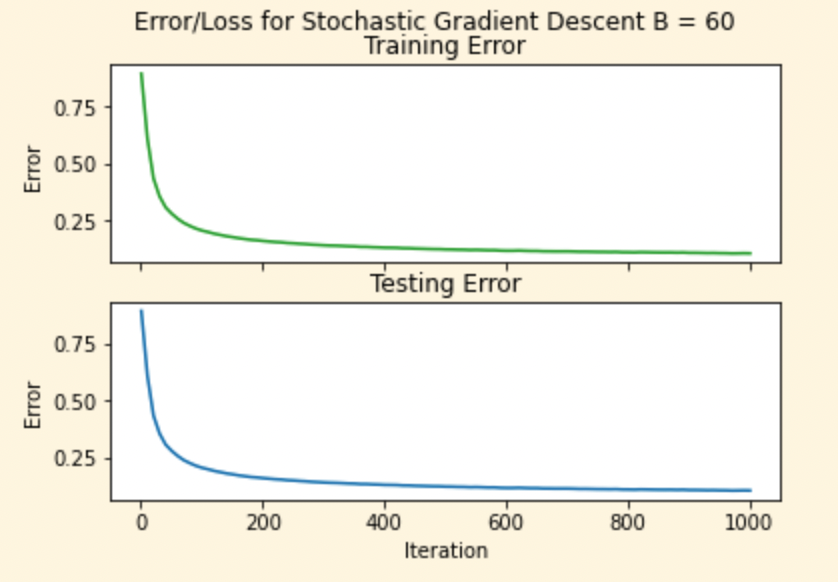 Error/Loss for Stochastic Gradient Descent B = 60
Training Error
0.75
0.50
0.25
Error
Testing Error
0.75
0.50
0.25
Error
0 200 400 600 800 1000
Iteration